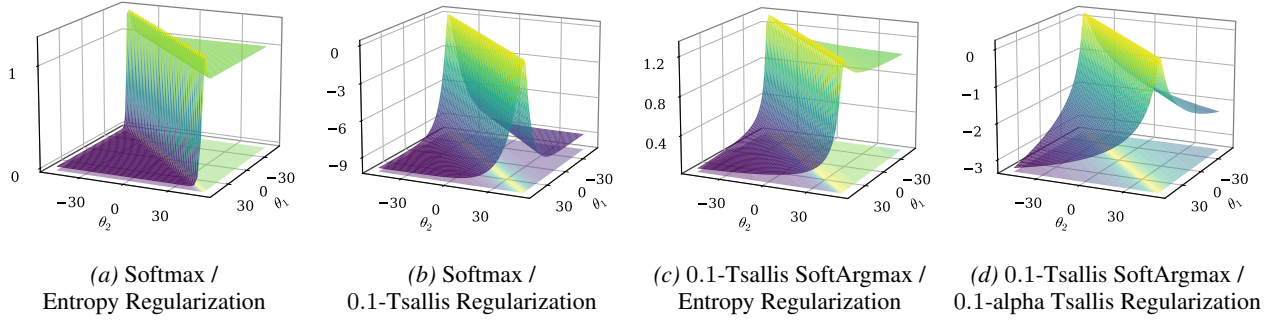 1
0
−30
0
30
θ2
30
0
−30
θ1
0
−3
−6
−9
−30
0
30
θ2
30
0
−30
θ1
1.2
0.8
0.4
−30
0
30
θ2
30
0
−30
θ1
0
−1
−2
−3
−30
0
30
θ2
30
0
−30
θ1
(a) Softmax /
Entropy Regularization
(b) Softmax /
0.1-Tsallis Regularization
(c) 0.1-Tsallis SoftArgmax /
Entropy Regularization
(d) 0.1-Tsallis SoftArgmax /
0.1-alpha Tsallis Regularization